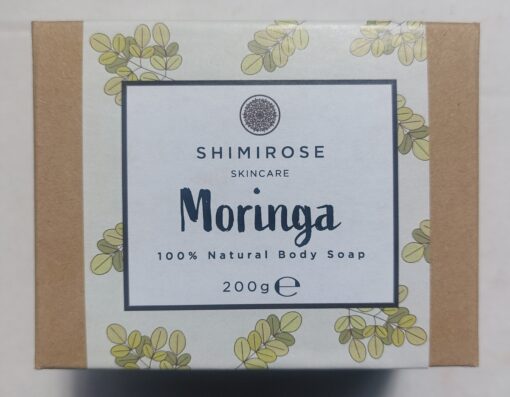 SHIMIROSE
SKINCARE
Moringa
100% Natural Body Soap
200g ℮